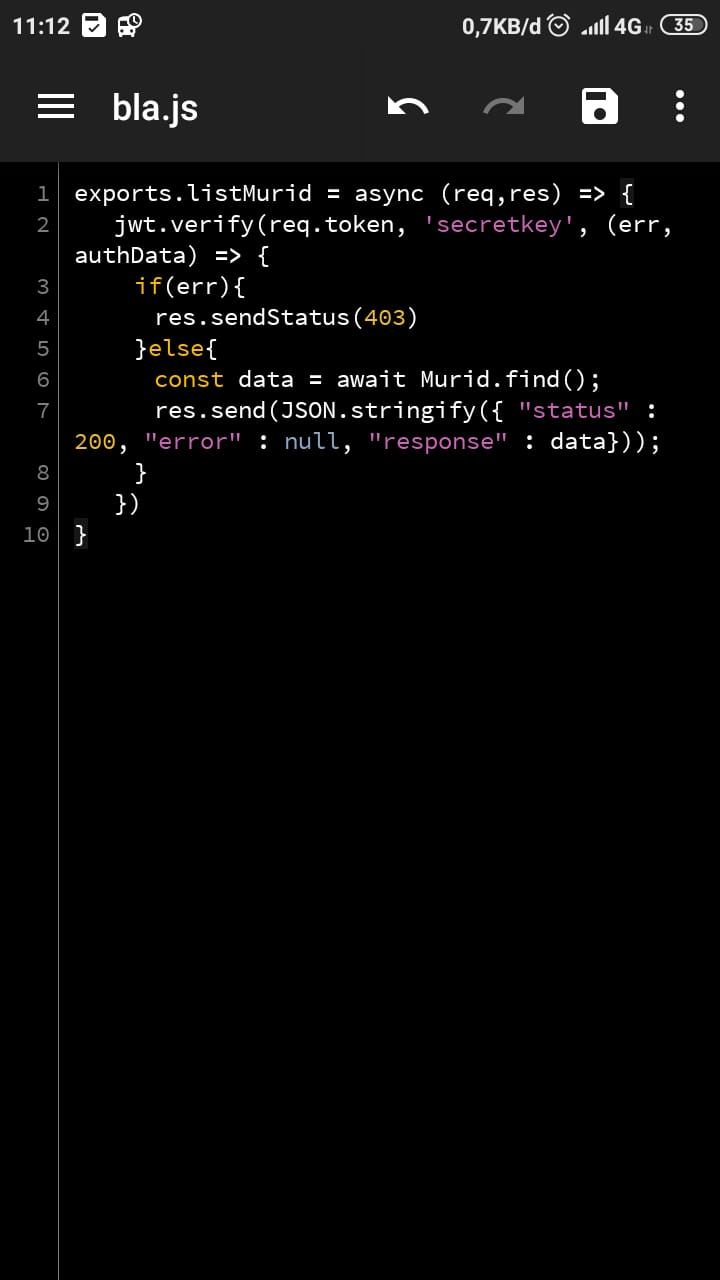 11:12 0,7KB/d 4G 35
bla.js
1 exports.listMurid = async (req,res) => {
2 jwt.verify(req.token, 'secretkey', (err,
authData) => {
3 if(err){
4 res.sendStatus(403)
5 }else{
6 const data = await Murid.find();
7 res.send(JSON.stringify({ "status" :
200, "error" : null, "response" : data}));
8 }
9 })
10 }